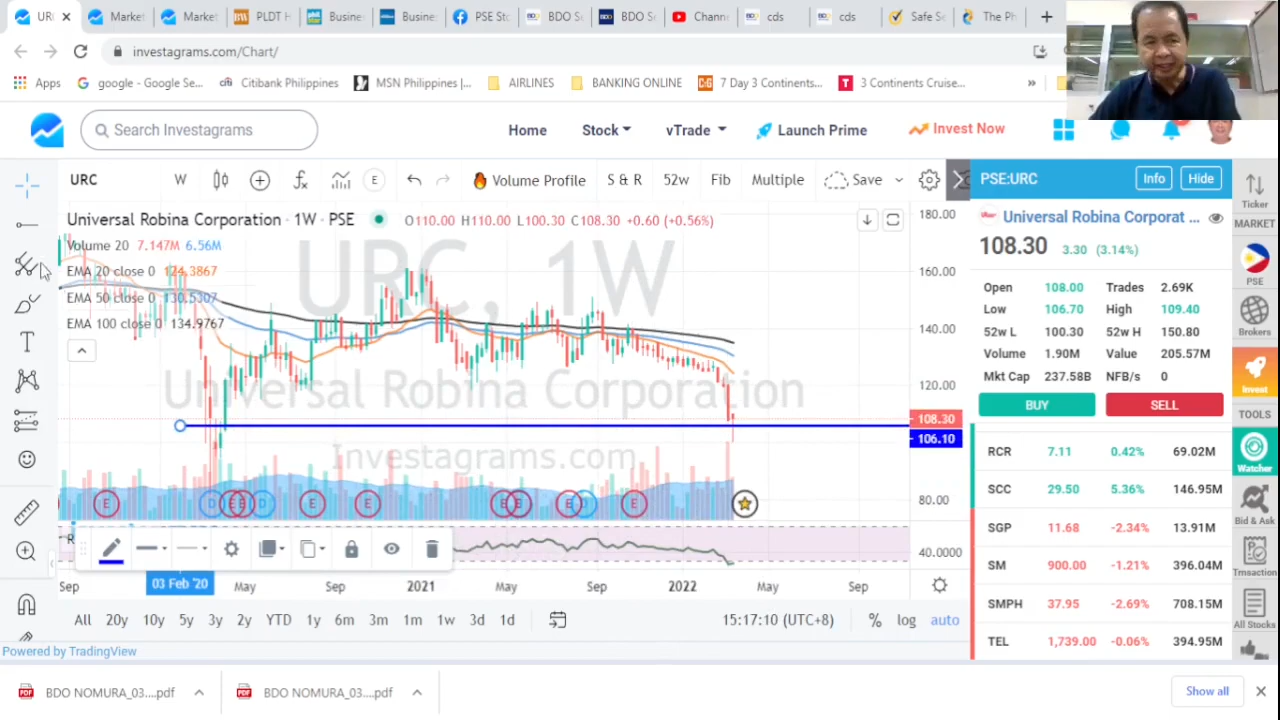 UR
Market
Market
PLDT H
Busine
Busine
PSE Sto
BDO Se
BDO Se
Chann
cds
cds
Safe Se
The Ph
investagrams.com/Chart/
Apps
google - Google Se...
Citibank Philippines
MSN Philippines |...
AIRLINES
BANKING ONLINE
7 Day 3 Continents...
3 Continents Cruise...
»
Search Investagrams
Home
Stock
vTrade
Launch Prime
Invest Now
URC
W
E
Volume Profile
S & R
52w
Fib
Multiple
Save
PSE:URC
Info
Hide
Ticker
Universal Robina Corporation · 1W · PSE
O110.00 H110.00 L100.30 C108.30 +0.60 (+0.56%)
Volume 20 7.147M 6.56M
EMA 20 close 0 124.3867
EMA 50 close 0 130.5307
EMA 100 close 0 134.9767
URC, 1W
Universal Robina Corporation
Investagrams.com
180.00
160.00
140.00
120.00
108.30
106.10
80.00
40.0000
Universal Robina Corporat ...
108.30 3.30 (3.14%)
Open 108.00 Trades 2.69K
Low 106.70 High 109.40
52w L 100.30 52w H 150.80
Volume 1.90M Value 205.57M
Mkt Cap 237.58B NFB/s 0
BUY
SELL
RCR 7.11 0.42% 69.02M
SCC 29.50 5.36% 146.95M
SGP 11.68 -2.34% 13.91M
SM 900.00 -1.21% 396.04M
SMPH 37.95 -2.69% 708.15M
TEL 1,739.00 -0.06% 394.95M
MARKET
PSE
Brokers
Invest
TOOLS
Watcher
Bid & Ask
Trnsaction
All Stocks
E D E E D E E E E E D E
Sep
03 Feb '20
May
Sep
2021
May
Sep
2022
May
Sep
All 20y 10y 5y 3y 2y YTD 1y 6m 3m 1m 1w 3d 1d
15:17:10 (UTC+8)
%
log
auto
Powered by TradingView
BDO NOMURA_03....pdf
BDO NOMURA_03....pdf
Show all